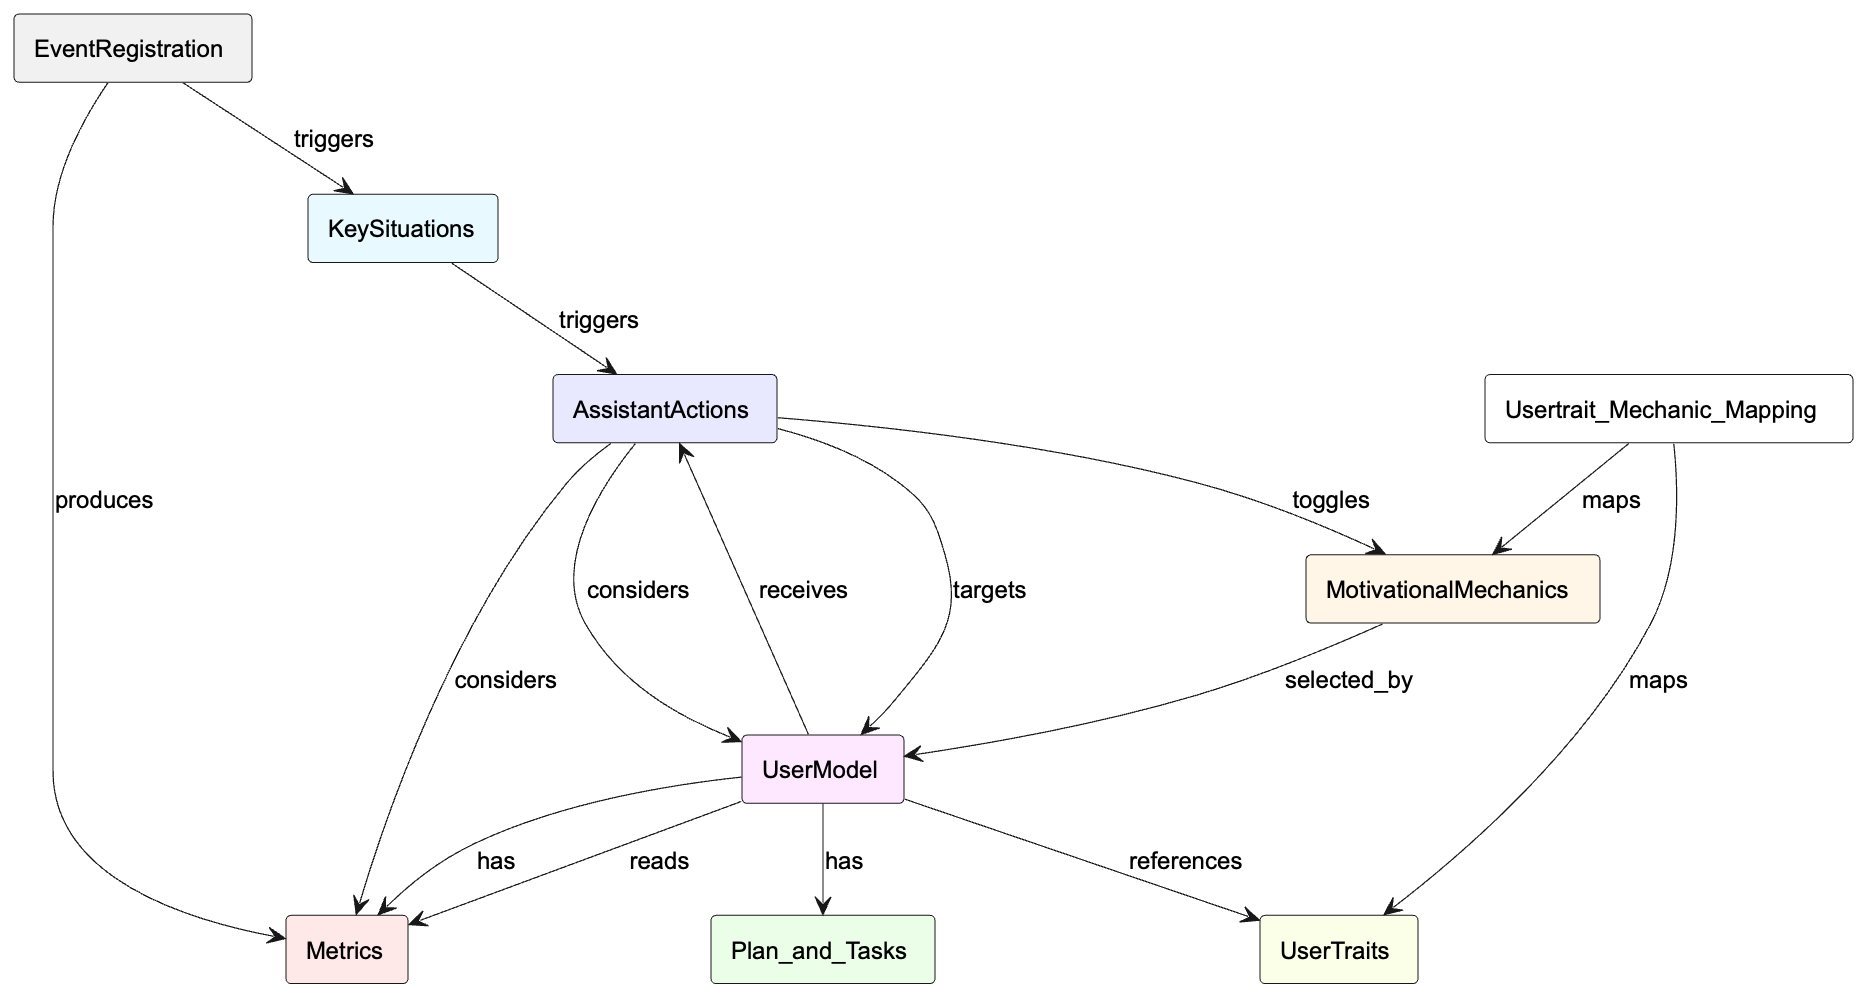 EventRegistration
triggers
KeySituations
triggers
AssistantActions
Usertrait_Mechanic_Mapping
produces
toggles
maps
considers
receives
targets
MotivationalMechanics
considers
selected_by
maps
UserModel
has
reads
has
references
Metrics
Plan_and_Tasks
UserTraits